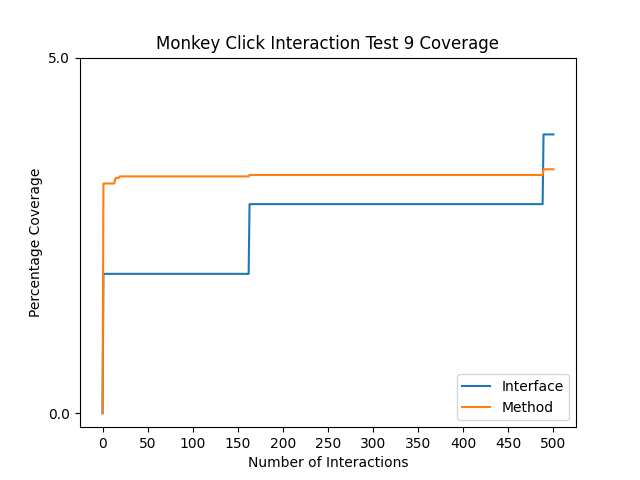 Monkey Click Interaction Test 9 Coverage
5.0
Percentage Coverage
0.0
Interface
Method
0 50 100 150 200 250 300 350 400 450 500
Number of Interactions